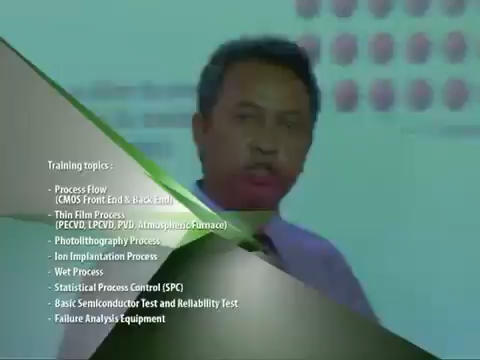 Training topics :
- Process Flow
(CMOS Front End & Back End)
- Thin Film Process
(PECVD, LPCVD, PVD, Atmospheric Furnace)
- Photolithography Process
- Ion Implantation Process
- Wet Process
- Statistical Process Control (SPC)
- Basic Semiconductor Test and Reliability Test
- Failure Analysis Equipment